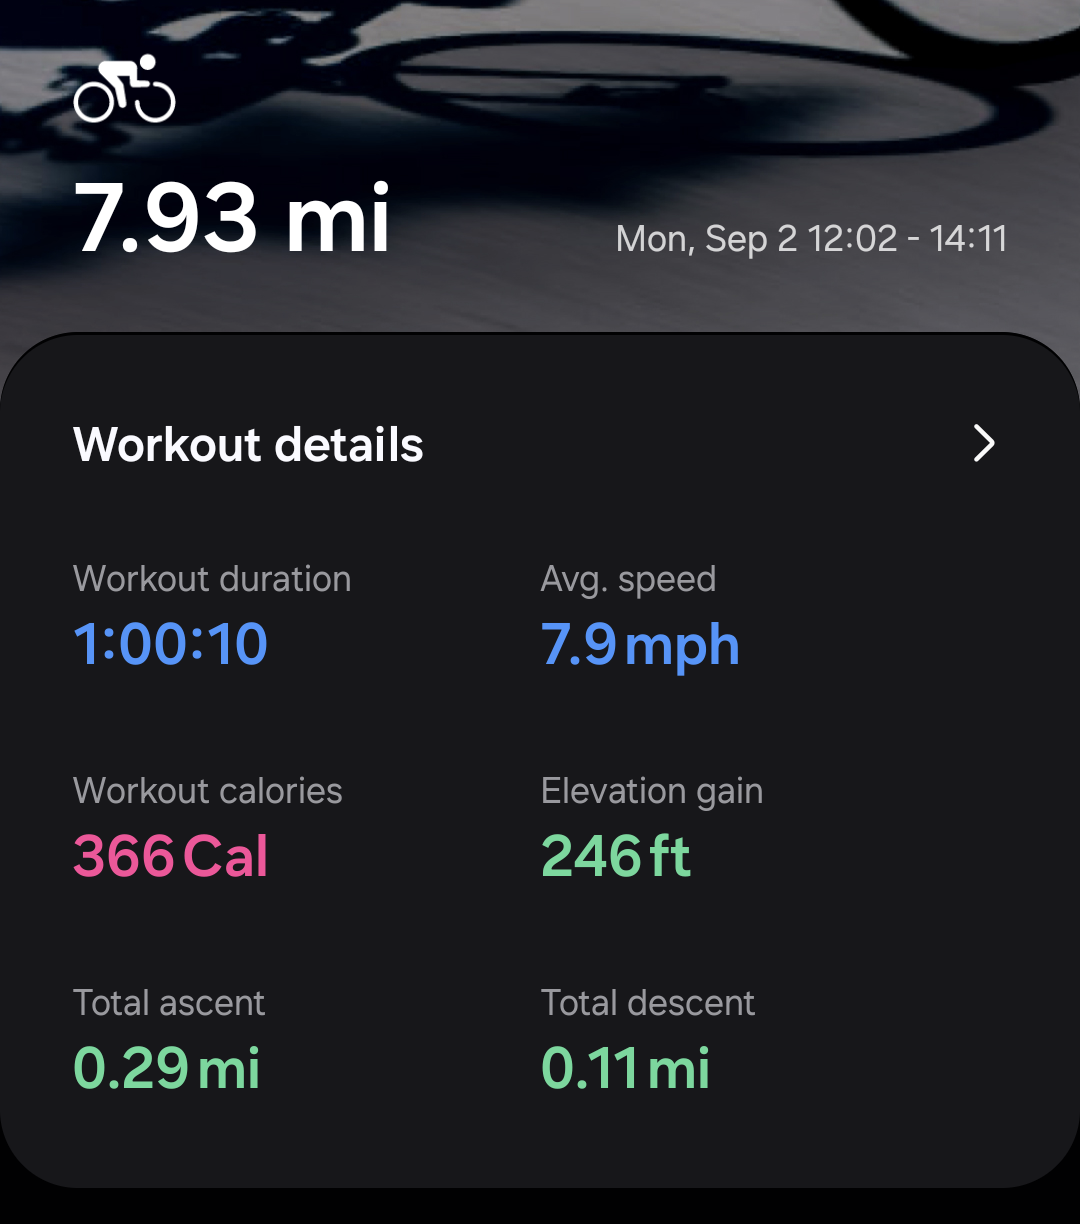 7.93 mi
Mon, Sep 2 12:02 - 14:11
Workout details
Workout duration
1:00:10
Avg. speed
7.9 mph
Workout calories
366 Cal
Elevation gain
246 ft
Total ascent
0.29 mi
Total descent
0.11 mi